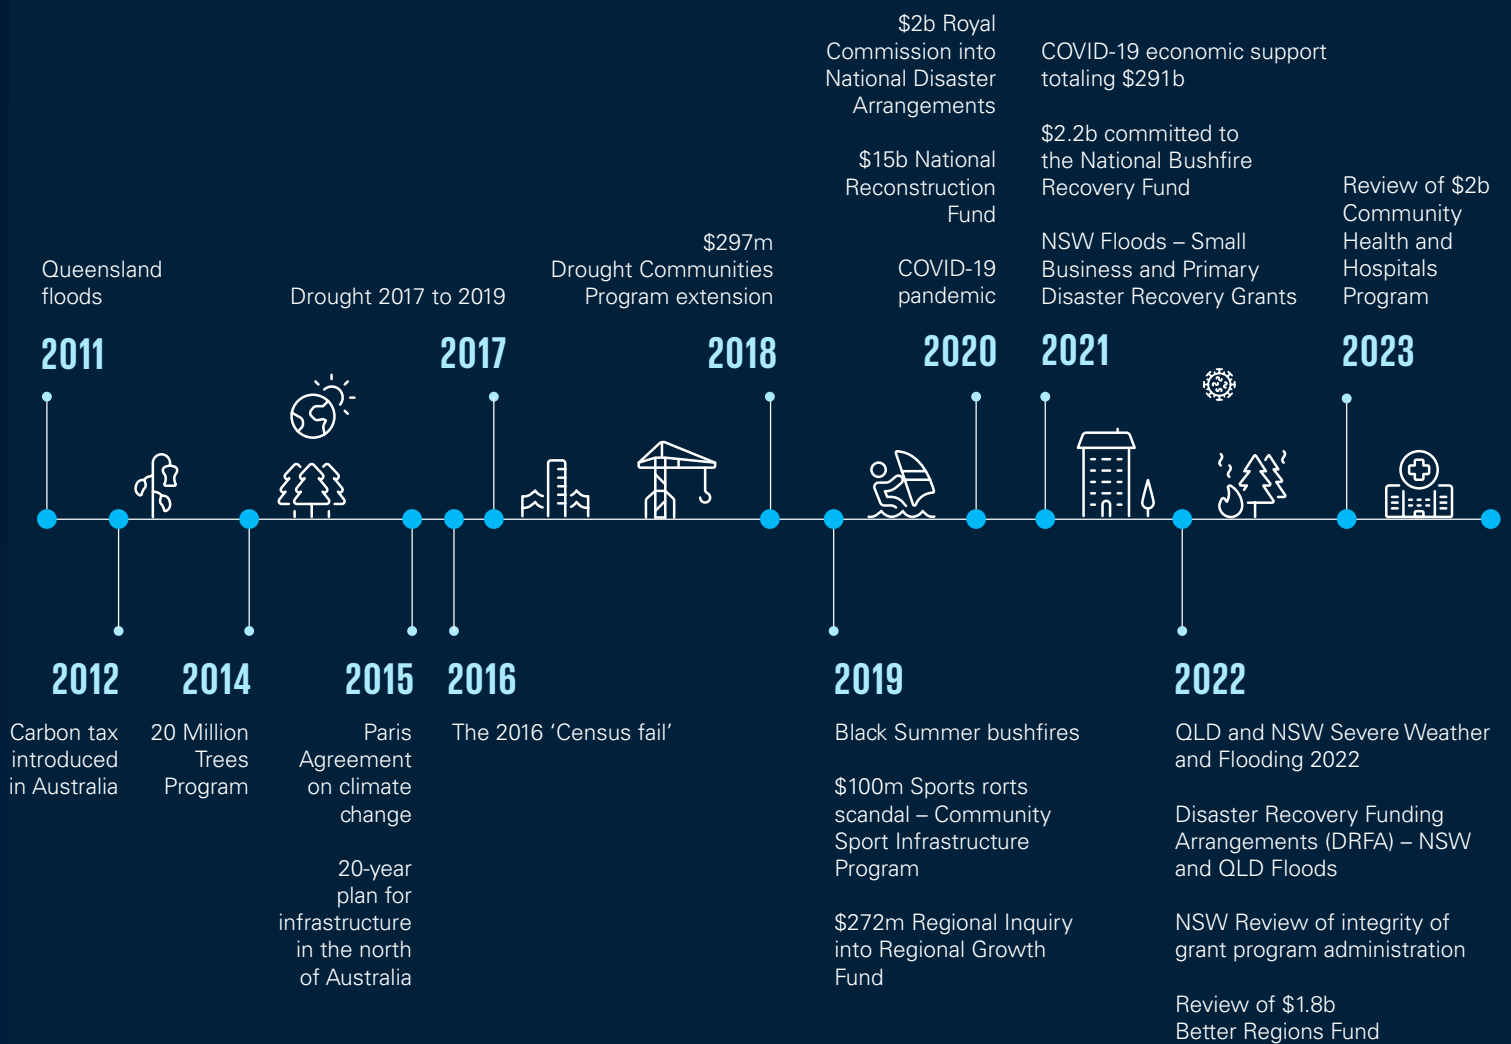 Queensland
floods
2011
Carbon tax
introduced
in Australia
2012
20 Million
Trees
Program
2014
Paris
Agreement
on climate
change
20-year
plan for
infrastructure
in the north
of Australia
2015
2016
The 2016 ‘Census fail’
Drought 2017 to 2019
2017
$297m
Drought Communities
Program extension
2018
2019
Black Summer bushfires
$100m Sports rorts
scandal – Community
Sport Infrastructure
Program
$272m Regional Inquiry
into Regional Growth
Fund
$2b Royal
Commission into
National Disaster
Arrangements
$15b National
Reconstruction
Fund
COVID-19
pandemic
2020
COVID-19 economic support
totaling $291b
$2.2b committed to
the National Bushfire
Recovery Fund
NSW Floods – Small
Business and Primary
Disaster Recovery Grants
2021
2022
QLD and NSW Severe Weather
and Flooding 2022
Disaster Recovery Funding
Arrangements (DRFA) – NSW
and QLD Floods
NSW Review of integrity of
grant program administration
Review of $1.8b
Better Regions Fund
Review of $2b
Community
Health and
Hospitals
Program
2023